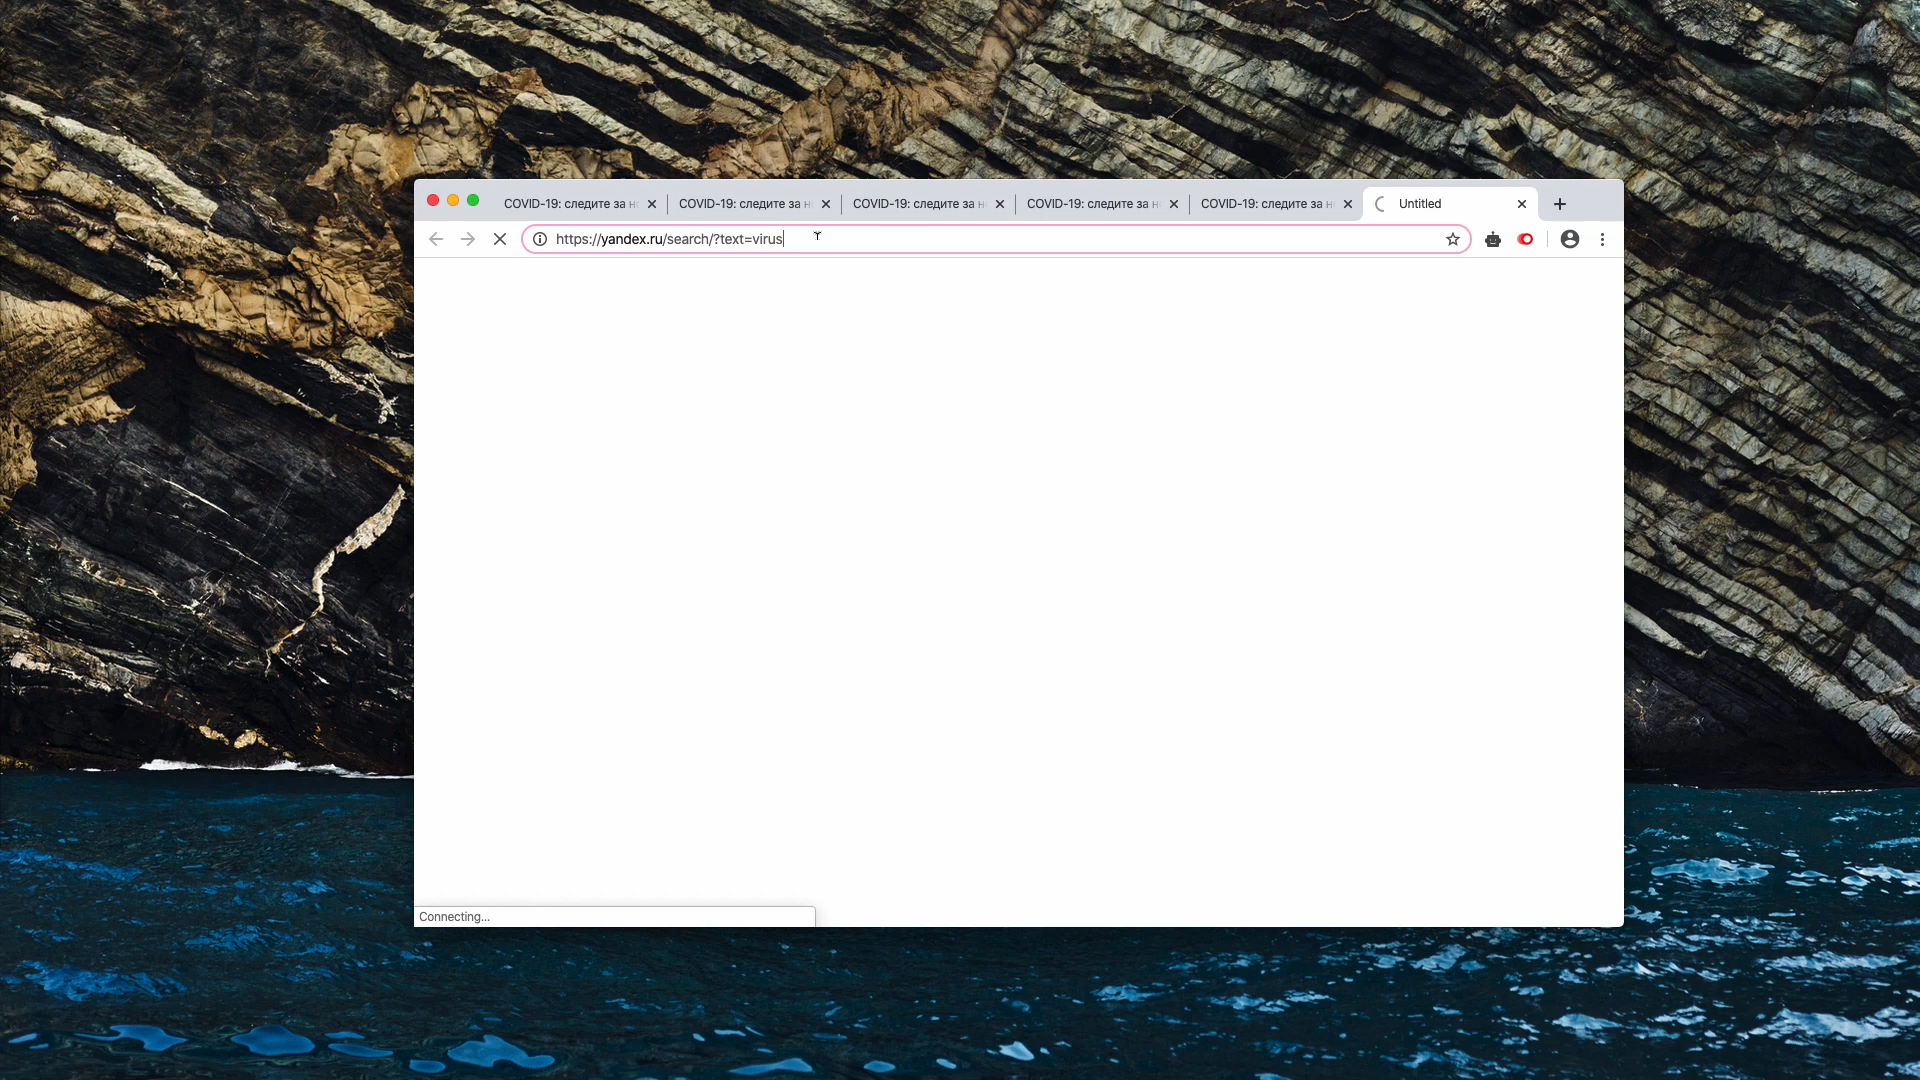 COVID-19: следите за
COVID-19: следите за
COVID-19: следите за
COVID-19: следите за
COVID-19: следите за
Untitled
https://yandex.ru/search/?text=virus
Connecting...